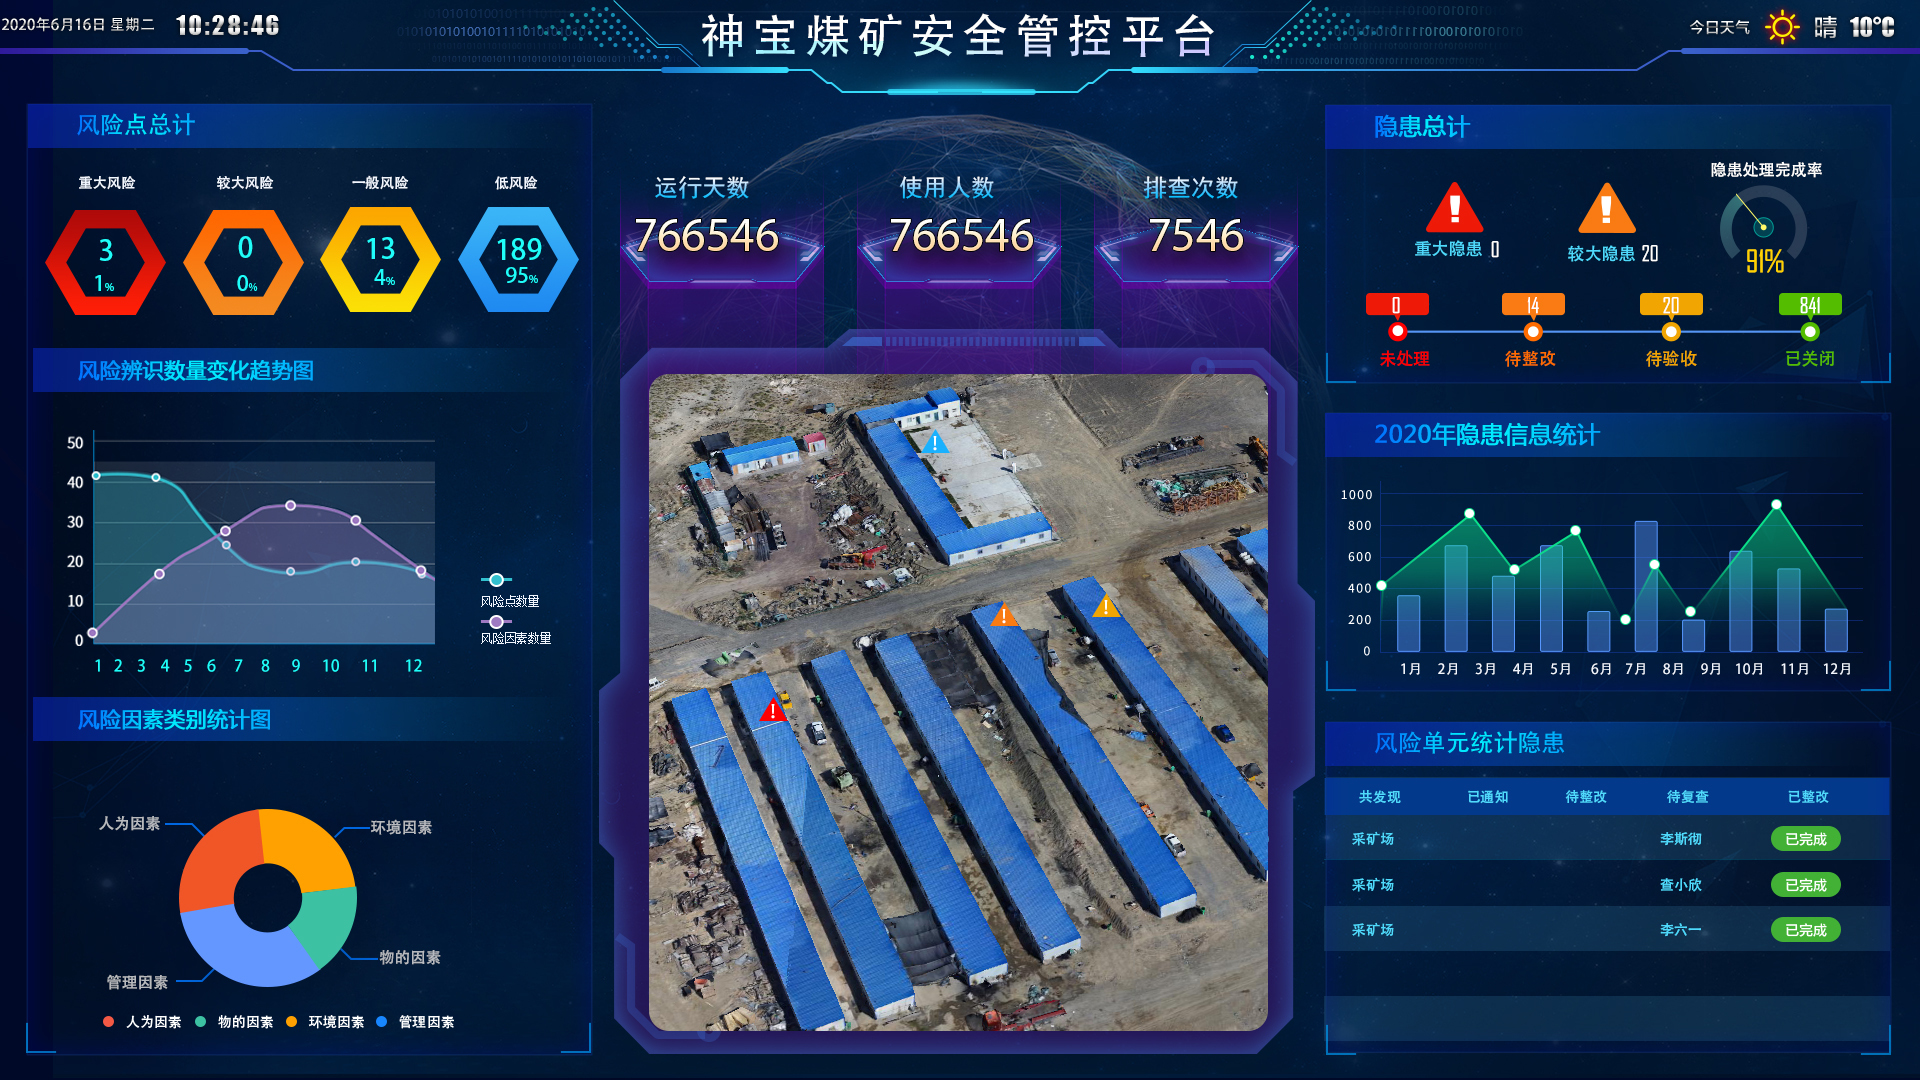 2020年6月16日 星期二
10:28:46
神宝煤矿安全管控平台
今日天气
晴 10℃
风险点总计
重大风险 较大风险 一般风险 低风险
3 0 13 189
1% 0% 4% 95%
风险辨识数量变化趋势图
50
40
30
20
10
0
1 2 3 4 5 6 7 8 9 10 11 12
风险点数量
风险因素数量
风险因素类别统计图
人为因素
环境因素
物的因素
管理因素
人为因素 物的因素 环境因素 管理因素
运行天数 使用人数 排查次数
766546 766546 7546
隐患总计
隐患处理完成率
重大隐患 0
较大隐患 20
91%
0 14 20 841
未处理 待整改 待验收 已关闭
2020年隐患信息统计
1000
800
600
400
200
0
1月 2月 3月 4月 5月 6月 7月 8月 9月 10月 11月 12月
风险单元统计隐患
共发现 已通知 待整改 待复查 已整改
采矿场 李斯彻 已完成
采矿场 查小欣 已完成
采矿场 李六一 已完成